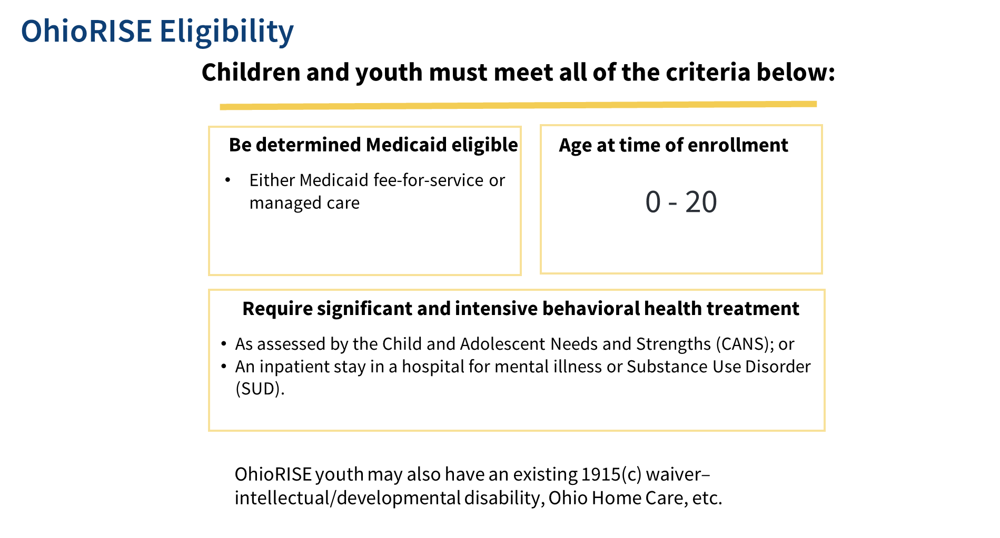 OhioRISE Eligibility
Children and youth must meet all of the criteria below:
Be determined Medicaid eligible
• Either Medicaid fee-for-service or
managed care
Age at time of enrollment
0 - 20
Require significant and intensive behavioral health treatment
• As assessed by the Child and Adolescent Needs and Strengths (CANS); or
• An inpatient stay in a hospital for mental illness or Substance Use Disorder
(SUD).
OhioRISE youth may also have an existing 1915(c) waiver–
intellectual/developmental disability, Ohio Home Care, etc.